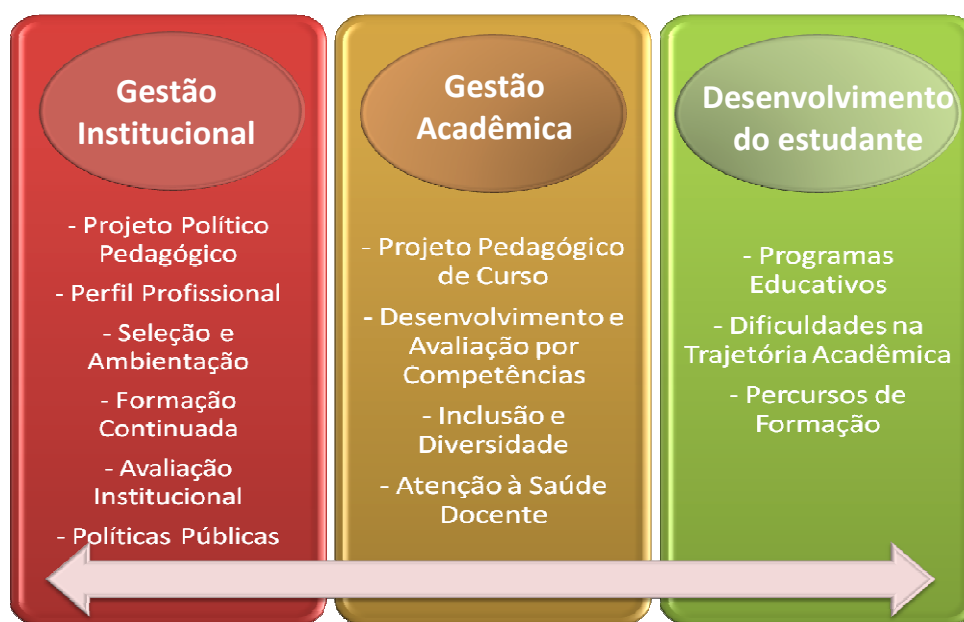 Gestão
Institucional
- Projeto Político
Pedagógico
- Perfil Profissional
- Seleção e
Ambientação
- Formação
Continuada
- Avaliação
Institucional
- Políticas Públicas
Gestão
Acadêmica
- Projeto Pedagógico
de Curso
- Desenvolvimento e
Avaliação por
Competências
- Inclusão e
Diversidade
- Atenção à Saúde
Docente
Desenvolvimento
do estudante
- Programas
Educativos
- Dificuldades na
Trajetória Acadêmica
- Percursos de
Formação